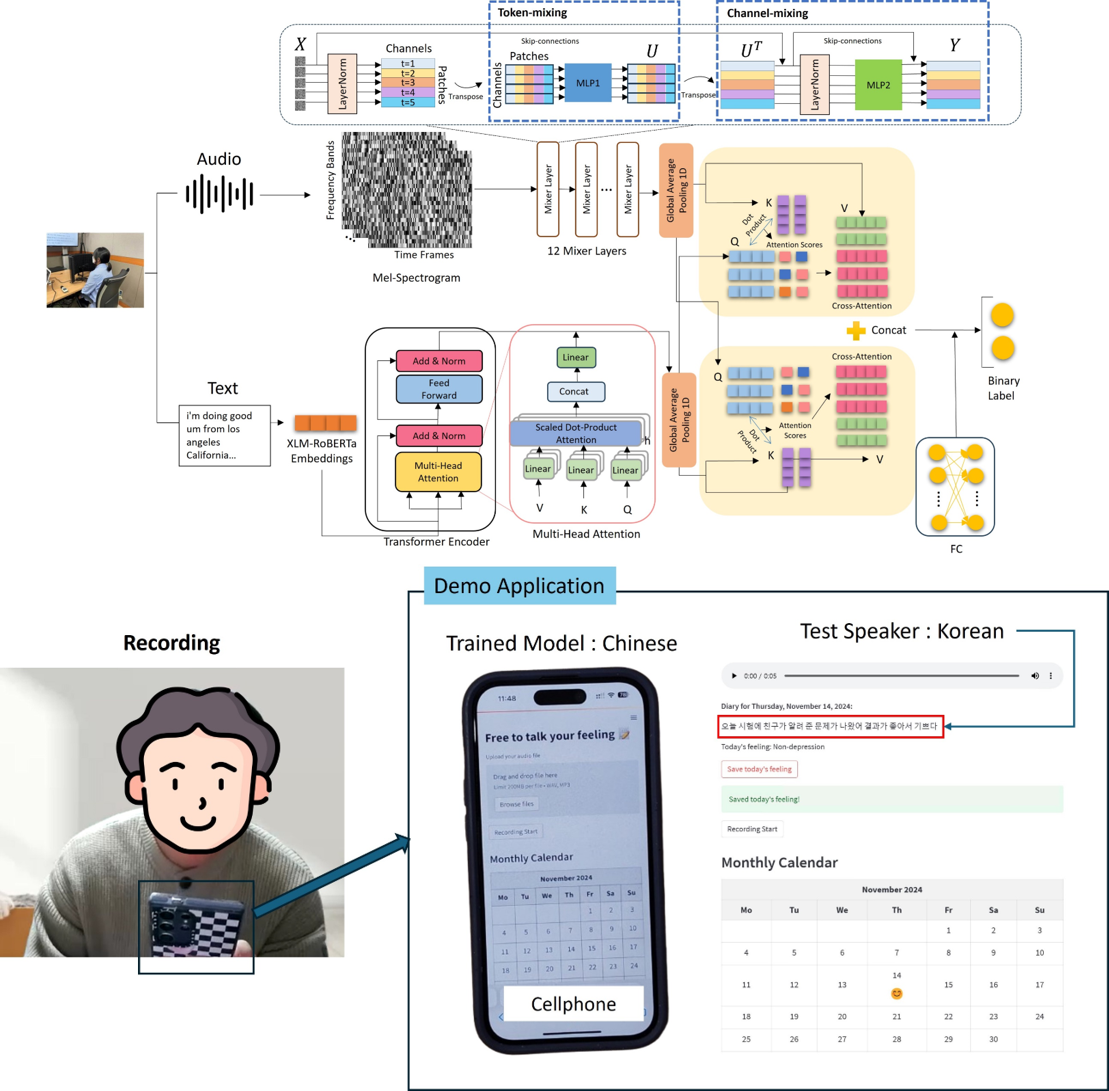 Token-mixing
Channel-mixing
X
Channels
Skip-connections
LayerNorm
t=1
t=2
t=3
t=4
t=5
Patches
Transpose
Patches
Channels
MLP1
U
Transpose
U^T
Skip-connections
Y
LayerNorm
MLP2
Audio
Frequency Bands
Time Frames
Mel-Spectrogram
Mixer Layer
Mixer Layer
...
Mixer Layer
12 Mixer Layers
Global Average
Pooling 1D
K
V
Dot
Product
Q
Attention Scores
Cross-Attention
Concat
Binary
Label
Text
i'm doing good
um from los
angeles
California...
XLM-RoBERTa
Embeddings
Add & Norm
Feed
Forward
Add & Norm
Multi-Head
Attention
Transformer Encoder
Linear
Concat
Scaled Dot-Product
Attention
h
Linear
Linear
Linear
V
K
Q
Multi-Head Attention
Global Average
Pooling 1D
Cross-Attention
Q
Dot
Product
Attention
Scores
K
V
FC
Demo Application
Recording
Trained Model : Chinese
Test Speaker : Korean
11:48
Free to talk your feeling
Upload your audio file
Drag and drop file here
Limit 200MB per file • WAV, MP3
Browse files
Recording Start
Monthly Calendar
November 2024
Mo Tu We Th Fr Sa Su
1 2 3
4 5 6 7 8 9 10
11 12 13 14 15 16 17
18 19 20 21 22 23 24
Cellphone
0:00 / 0:05
Diary for Thursday, November 14, 2024:
오늘 시험에 친구가 알려 준 문제가 나왔어 결과가 좋아서 기쁘다
Today's feeling: Non-depression
Save today's feeling
Saved today's feeling!
Recording Start
Monthly Calendar
November 2024
Mo Tu We Th Fr Sa Su
1 2 3
4 5 6 7 8 9 10
11 12 13 14 15 16 17
18 19 20 21 22 23 24
25 26 27 28 29 30